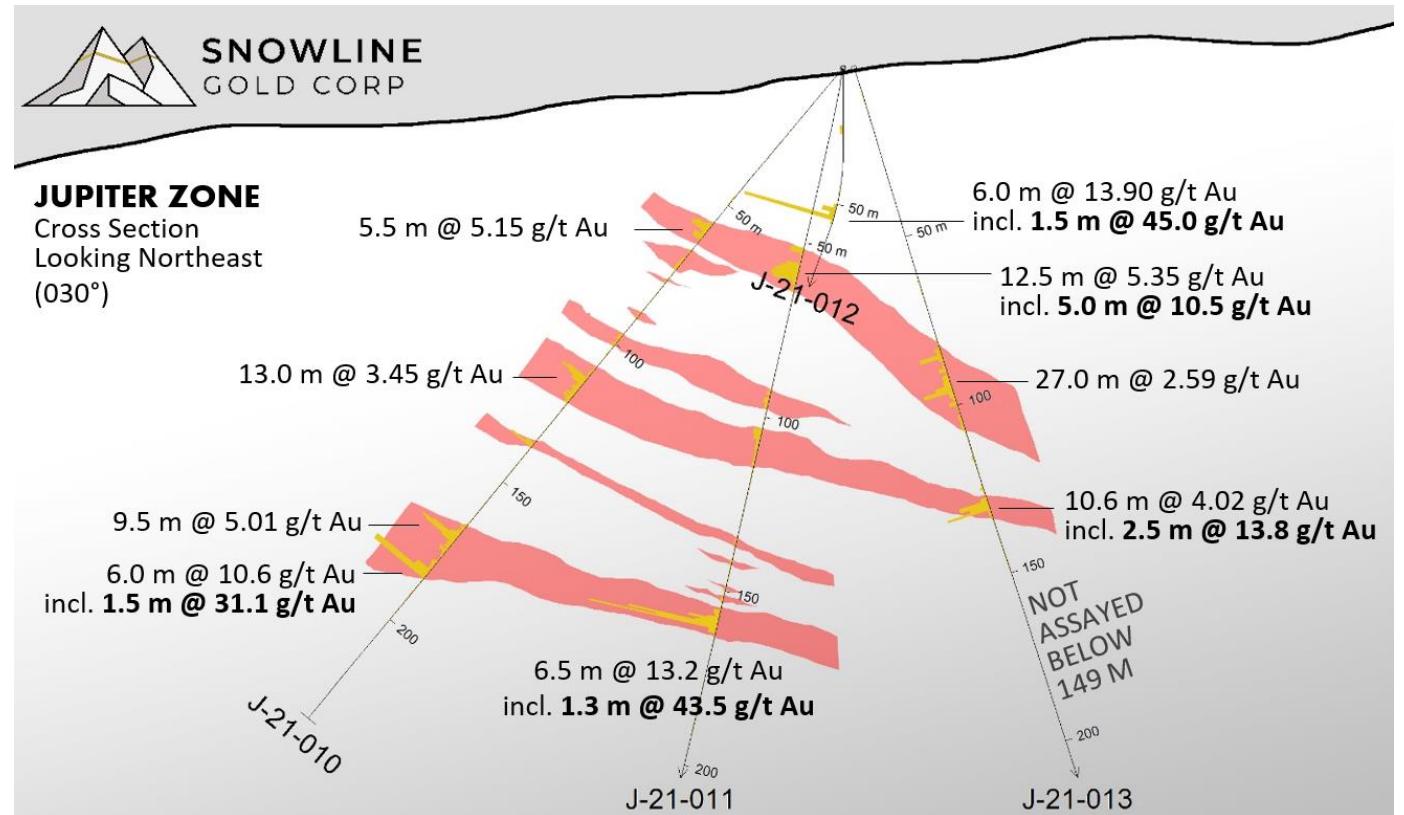 SNOWLINE
GOLD CORP
JUPITER ZONE
Cross Section
Looking Northeast
(030°)
5.5 m @ 5.15 g/t Au
13.0 m @ 3.45 g/t Au
9.5 m @ 5.01 g/t Au
6.0 m @ 10.6 g/t Au
incl. 1.5 m @ 31.1 g/t Au
6.0 m @ 13.90 g/t Au
incl. 1.5 m @ 45.0 g/t Au
12.5 m @ 5.35 g/t Au
incl. 5.0 m @ 10.5 g/t Au
27.0 m @ 2.59 g/t Au
10.6 m @ 4.02 g/t Au
incl. 2.5 m @ 13.8 g/t Au
6.5 m @ 13.2 g/t Au
incl. 1.3 m @ 43.5 g/t Au
50 m
100
150
200
J-21-010
50 m
100
150
200
J-21-011
50 m
J-21-012
50 m
100
150
200
NOT
ASSAYED
BELOW
149 M
J-21-013